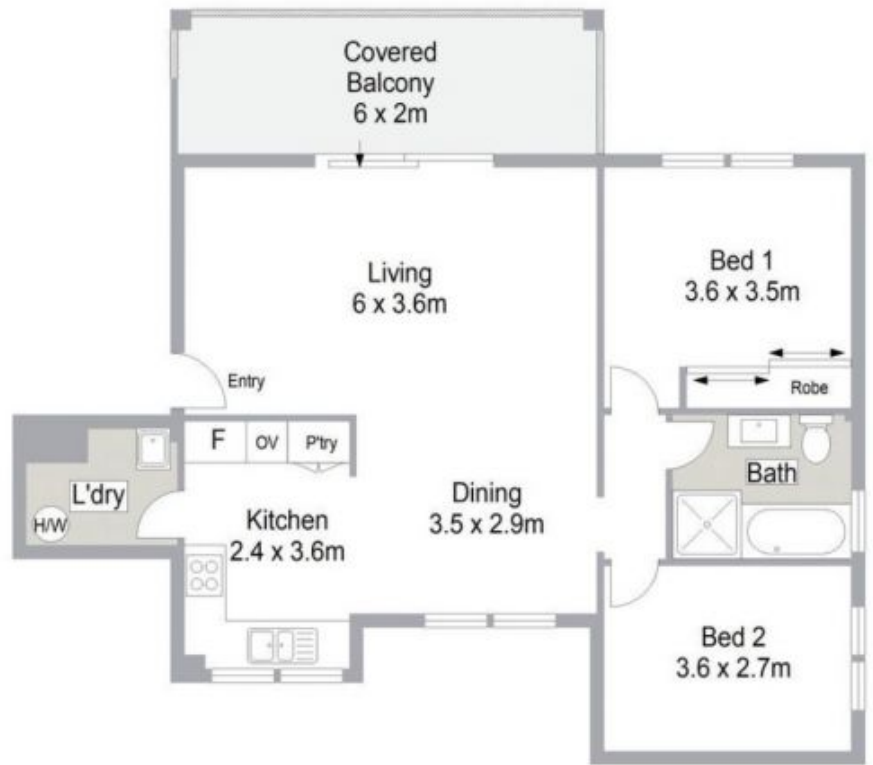 Covered
Balcony
6 x 2m
Living
6 x 3.6m
Bed 1
3.6 x 3.5m
Entry
Robe
F
OV
P'try
L'dry
H/W
Kitchen
2.4 x 3.6m
Dining
3.5 x 2.9m
Bath
Bed 2
3.6 x 2.7m